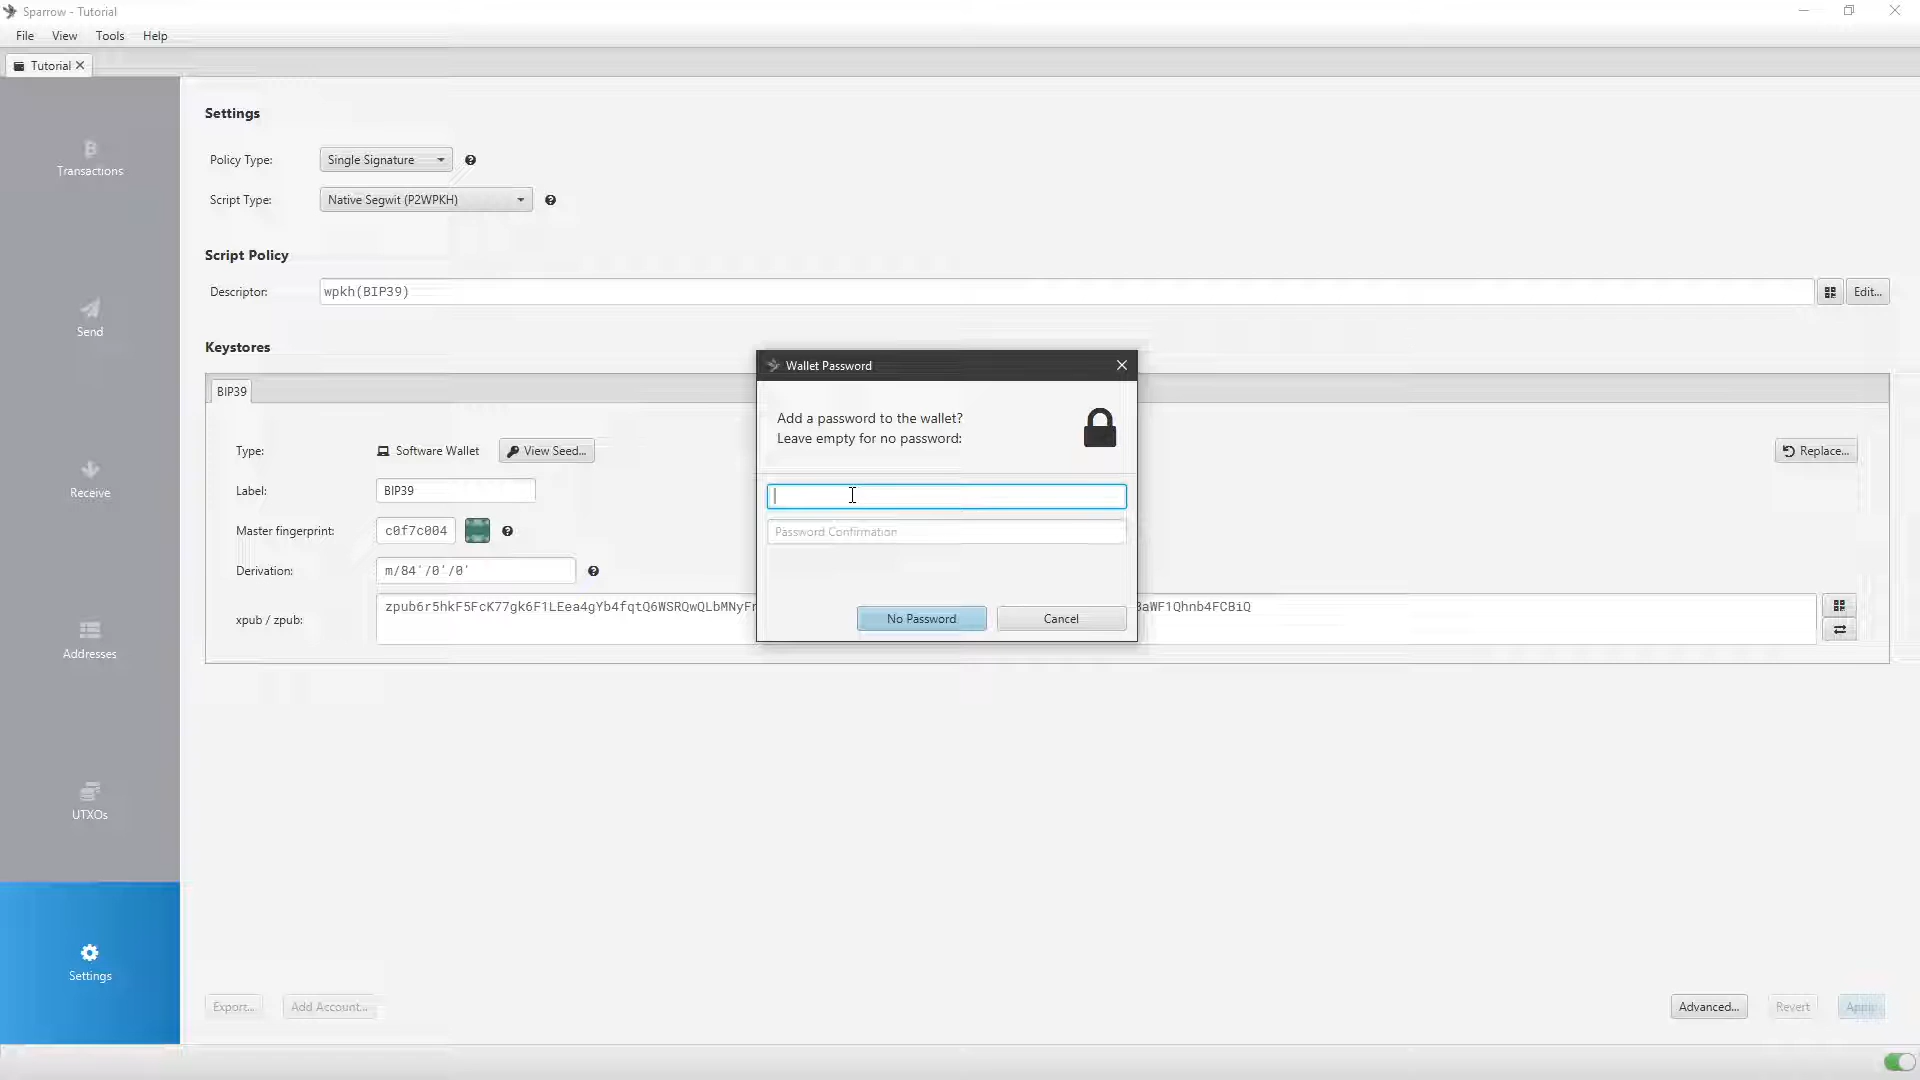 Sparrow - Tutorial
File View Tools Help
Tutorial
Transactions
Send
Receive
Addresses
UTXOs
Settings
Settings
Policy Type: Single Signature
Script Type: Native Segwit (P2WPKH)
Script Policy
Descriptor: wpkh(BIP39) Edit...
Keystores
BIP39
Type: Software Wallet View Seed... Replace...
Label: BIP39
Master fingerprint: c0f7c004
Derivation: m/84'/0'/0'
xpub / zpub: zpub6r5hkF5FcK77gk6F1LEea4gYb4fqtQ6WSRQwQLbMNyF aWF1Qhnb4FCBiQ
Wallet Password
Add a password to the wallet?
Leave empty for no password:
Password Confirmation
No Password Cancel
Export... Add Account... Advanced... Revert Apply